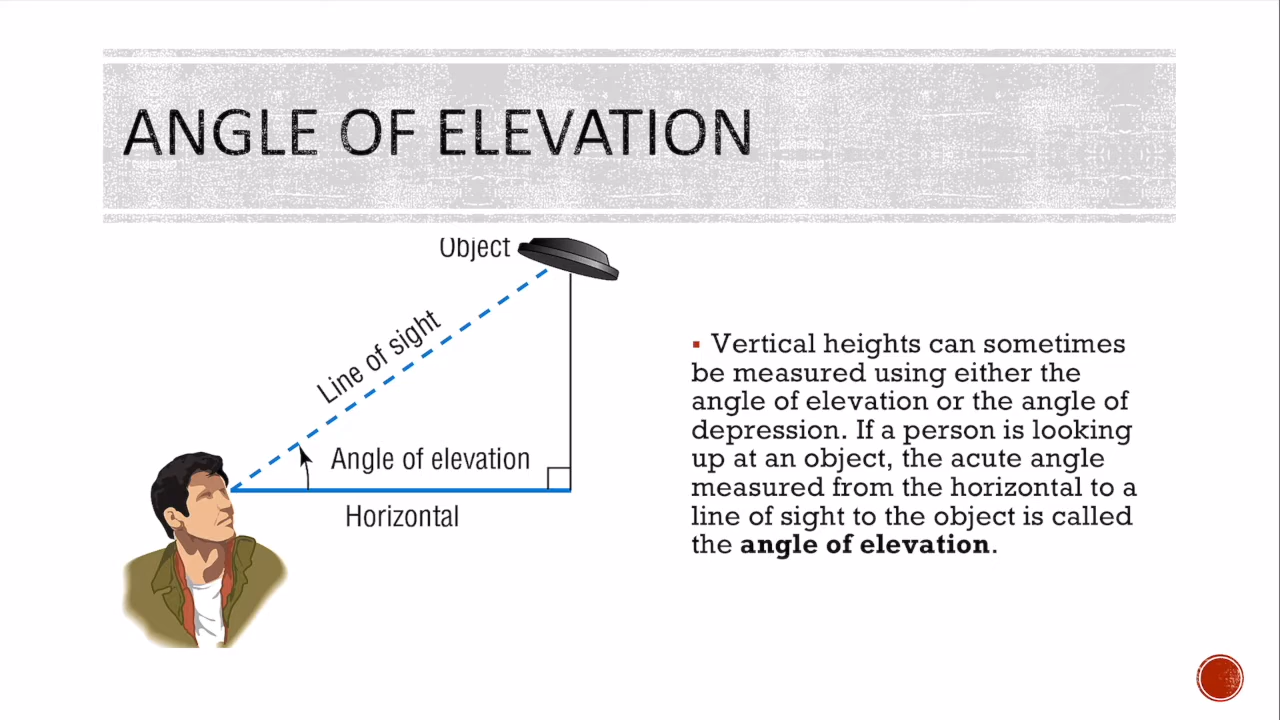 ANGLE OF ELEVATION
Object
Line of sight
Angle of elevation
Horizontal
▪ Vertical heights can sometimes
be measured using either the
angle of elevation or the angle of
depression. If a person is looking
up at an object, the acute angle
measured from the horizontal to a
line of sight to the object is called
the angle of elevation.